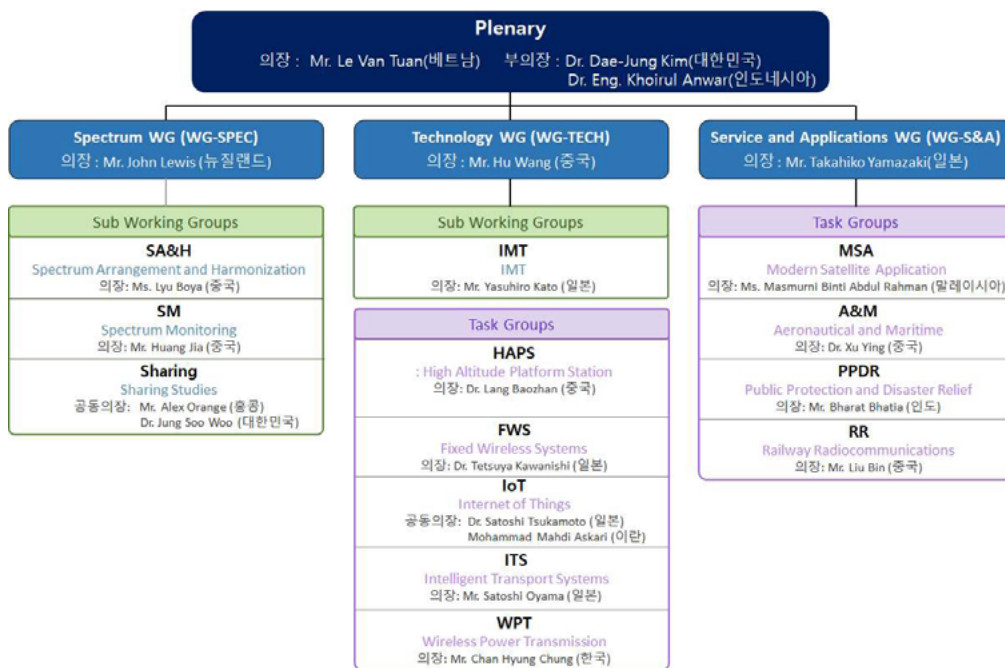 Plenary
의장 : Mr. Le Van Tuan(베트남) 부의장 : Dr. Dae-Jung Kim(대한민국)
Dr. Eng. Khoirul Anwar(인도네시아)
Spectrum WG (WG-SPEC)
의장 : Mr. John Lewis (뉴질랜드)
Sub Working Groups
SA&H
Spectrum Arrangement and Harmonization
의장: Ms. Lyu Boya (중국)
SM
Spectrum Monitoring
의장: Mr. Huang Jia (중국)
Sharing
Sharing Studies
공동의장: Mr. Alex Orange (홍콩)
Dr. Jung Soo Woo (대한민국)
Technology WG (WG-TECH)
의장 : Mr. Hu Wang (중국)
Sub Working Groups
IMT
IMT
의장: Mr. Yasuhiro Kato (일본)
Task Groups
HAPS
: High Altitude Platform Station
의장: Dr. Lang Baozhan (중국)
FWS
Fixed Wireless Systems
의장: Dr. Tetsuya Kawanishi (일본)
IoT
Internet of Things
공동의장: Dr. Satoshi Tsukamoto (일본)
Mohammad Mahdi Askari (이란)
ITS
Intelligent Transport Systems
의장: Mr. Satoshi Oyama (일본)
WPT
Wireless Power Transmission
의장: Mr. Chan Hyung Chung (한국)
Service and Applications WG (WG-S&A)
의장 : Mr. Takahiko Yamazaki(일본)
Task Groups
MSA
Modern Satellite Application
의장: Ms. Masmurni Binti Abdul Rahman (말레이시아)
A&M
Aeronautical and Maritime
의장: Dr. Xu Ying (중국)
PPDR
Public Protection and Disaster Relief
의장: Mr. Bharat Bhatia (인도)
RR
Railway Radiocommunications
의장: Mr. Liu Bin (중국)